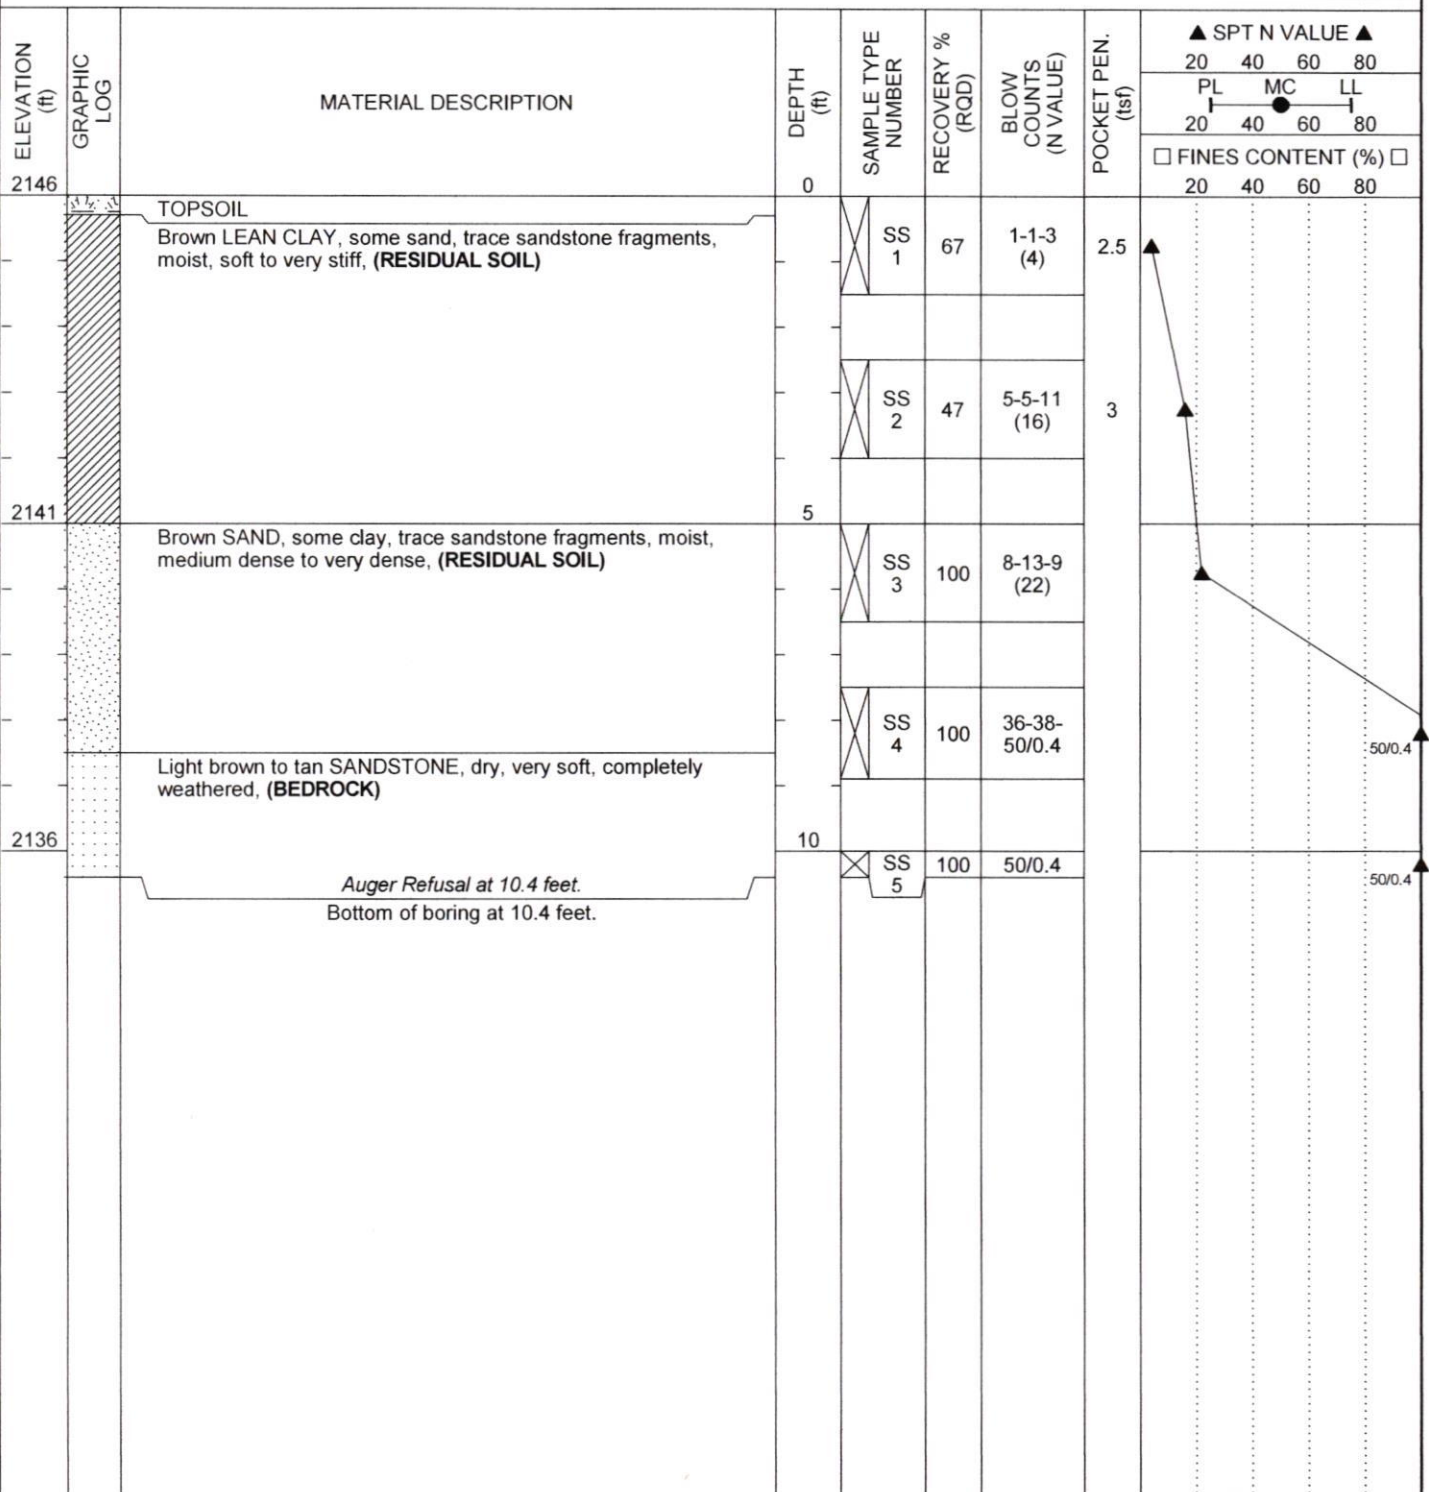 ELEVATION
(ft)
GRAPHIC
LOG
MATERIAL DESCRIPTION
DEPTH
(ft)
SAMPLE TYPE
NUMBER
RECOVERY %
(RQD)
BLOW
COUNTS
(N VALUE)
POCKET PEN.
(tsf)
▲ SPT N VALUE ▲
20 40 60 80
PL MC LL
20 40 60 80
□ FINES CONTENT (%) □
20 40 60 80
2146
0
TOPSOIL
Brown LEAN CLAY, some sand, trace sandstone fragments,
moist, soft to very stiff, (RESIDUAL SOIL)
SS
1
67
1-1-3
(4)
2.5
SS
2
47
5-5-11
(16)
3
2141
5
Brown SAND, some clay, trace sandstone fragments, moist,
medium dense to very dense, (RESIDUAL SOIL)
SS
3
100
8-13-9
(22)
SS
4
100
36-38-
50/0.4
50/0.4
Light brown to tan SANDSTONE, dry, very soft, completely
weathered, (BEDROCK)
2136
10
SS
5
100
50/0.4
50/0.4
Auger Refusal at 10.4 feet.
Bottom of boring at 10.4 feet.